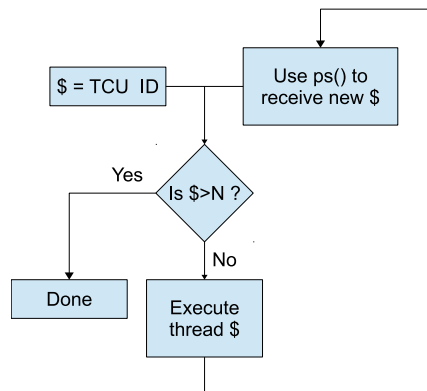 $ = TCU ID
Use ps() to
receive new $
Is $>N ?
Yes
No
Done
Execute
thread $